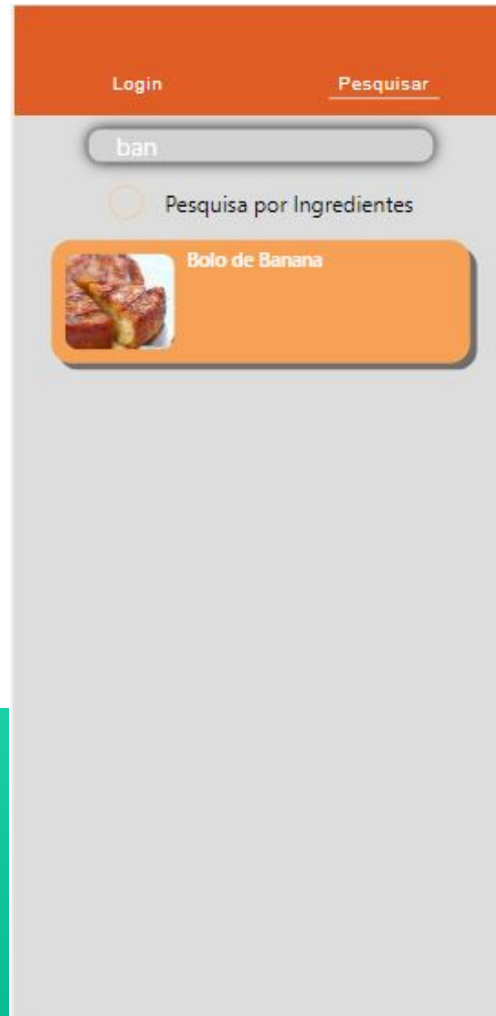 Login
Pesquisar
ban
Pesquisa por Ingredientes
Bolo de Banana